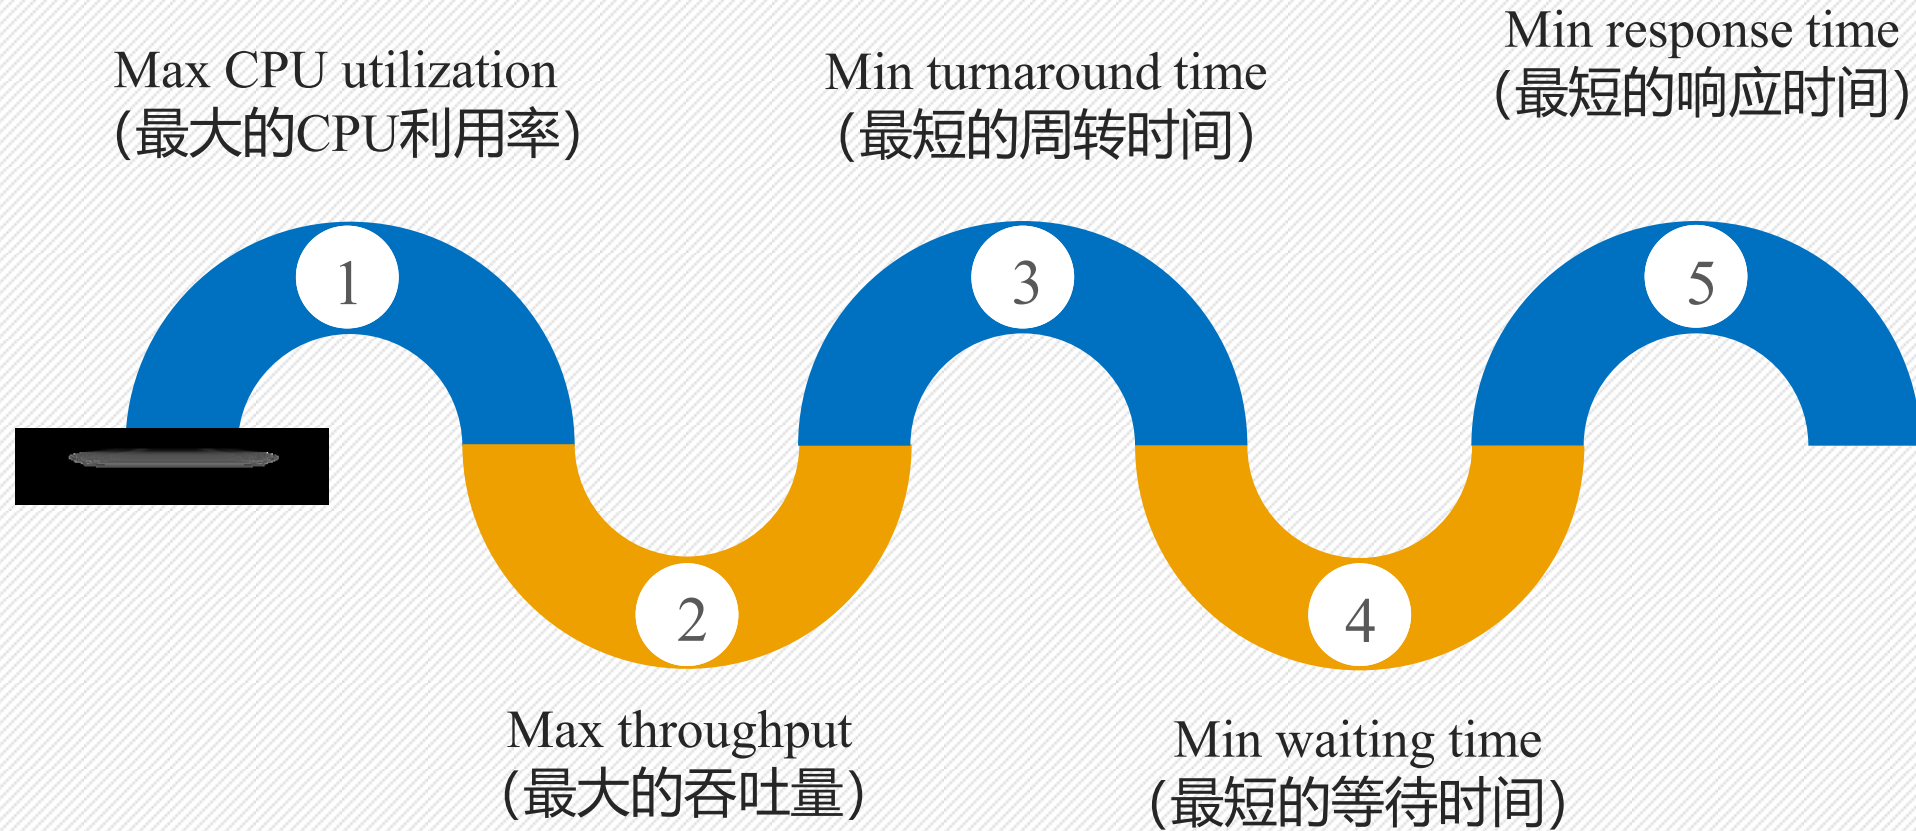 Max CPU utilization
（最大的CPU利用率）
1
Max throughput
（最大的吞吐量）
2
Min turnaround time
（最短的周转时间）
3
Min waiting time
（最短的等待时间）
4
Min response time
（最短的响应时间）
5